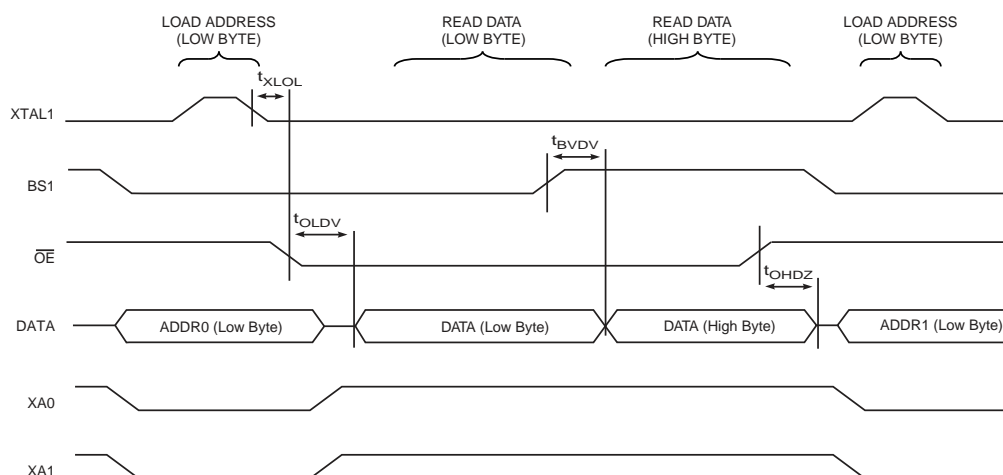 LOAD ADDRESS
(LOW BYTE)
READ DATA
(LOW BYTE)
READ DATA
(HIGH BYTE)
LOAD ADDRESS
(LOW BYTE)
tXLOL
XTAL1
tBVDV
BS1
tOLDV
OE
tOHDZ
DATA
ADDR0 (Low Byte)
DATA (Low Byte)
DATA (High Byte)
ADDR1 (Low Byte)
XA0
XA1